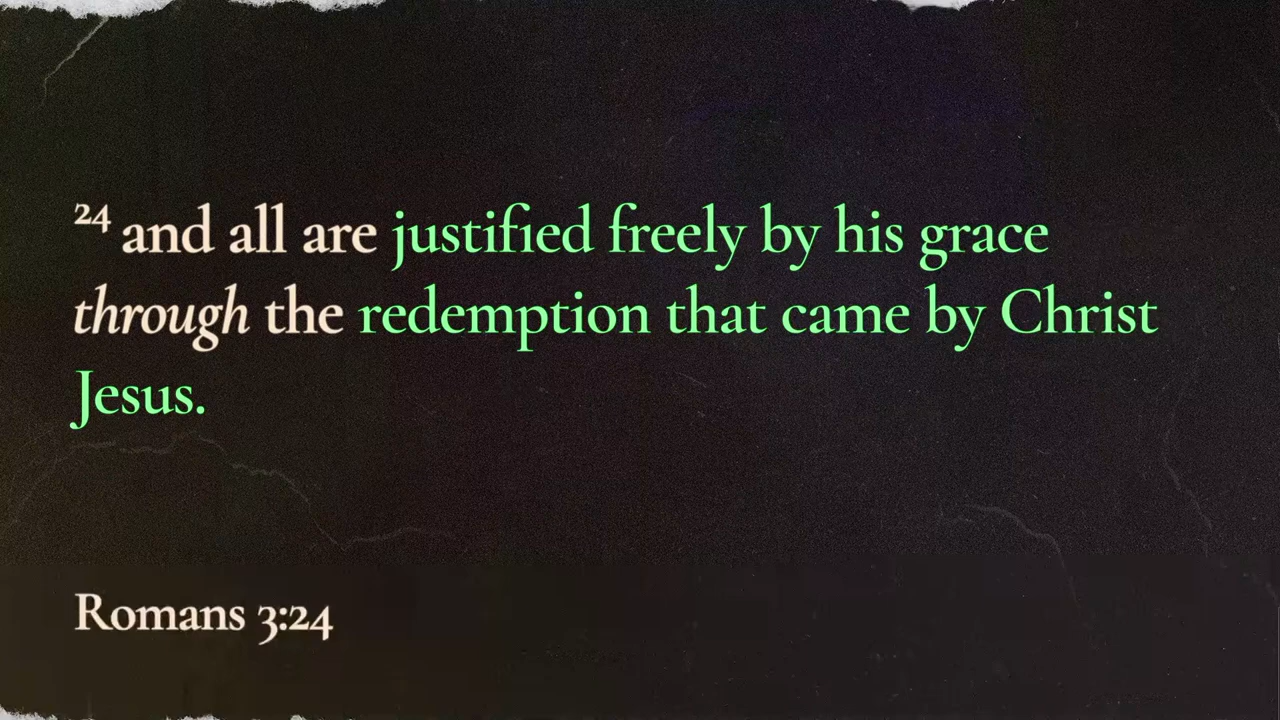 24 and all are justified freely by his grace
through the redemption that came by Christ
Jesus.
Romans 3:24